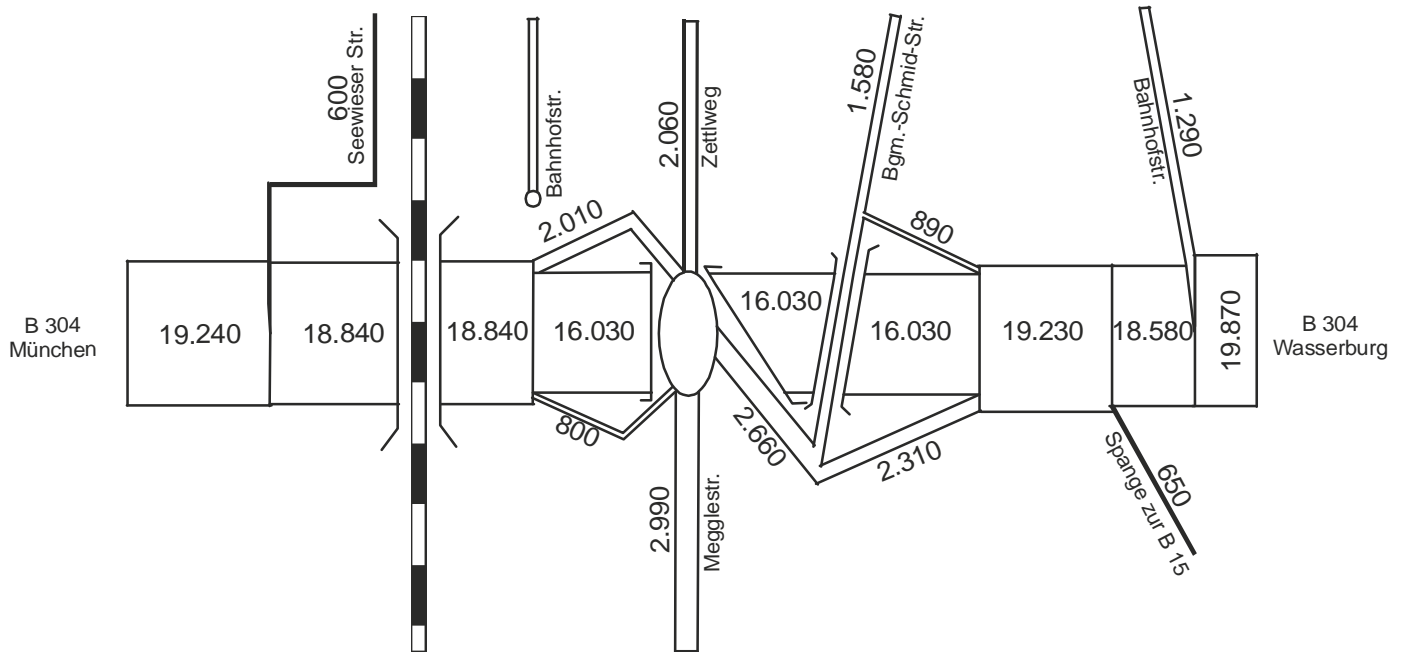 600
Seewieser Str.
Bahnhofstr.
2.060
Zettlweg
1.580
Bgm.-Schmid-Str.
1.290
Bahnhofstr.
2.010
890
B 304
München
19.240
18.840
18.840
16.030
16.030
16.030
19.230
18.580
19.870
B 304
Wasserburg
800
2.660
2.310
2.990
Megglestr.
650
Spange zur B 15